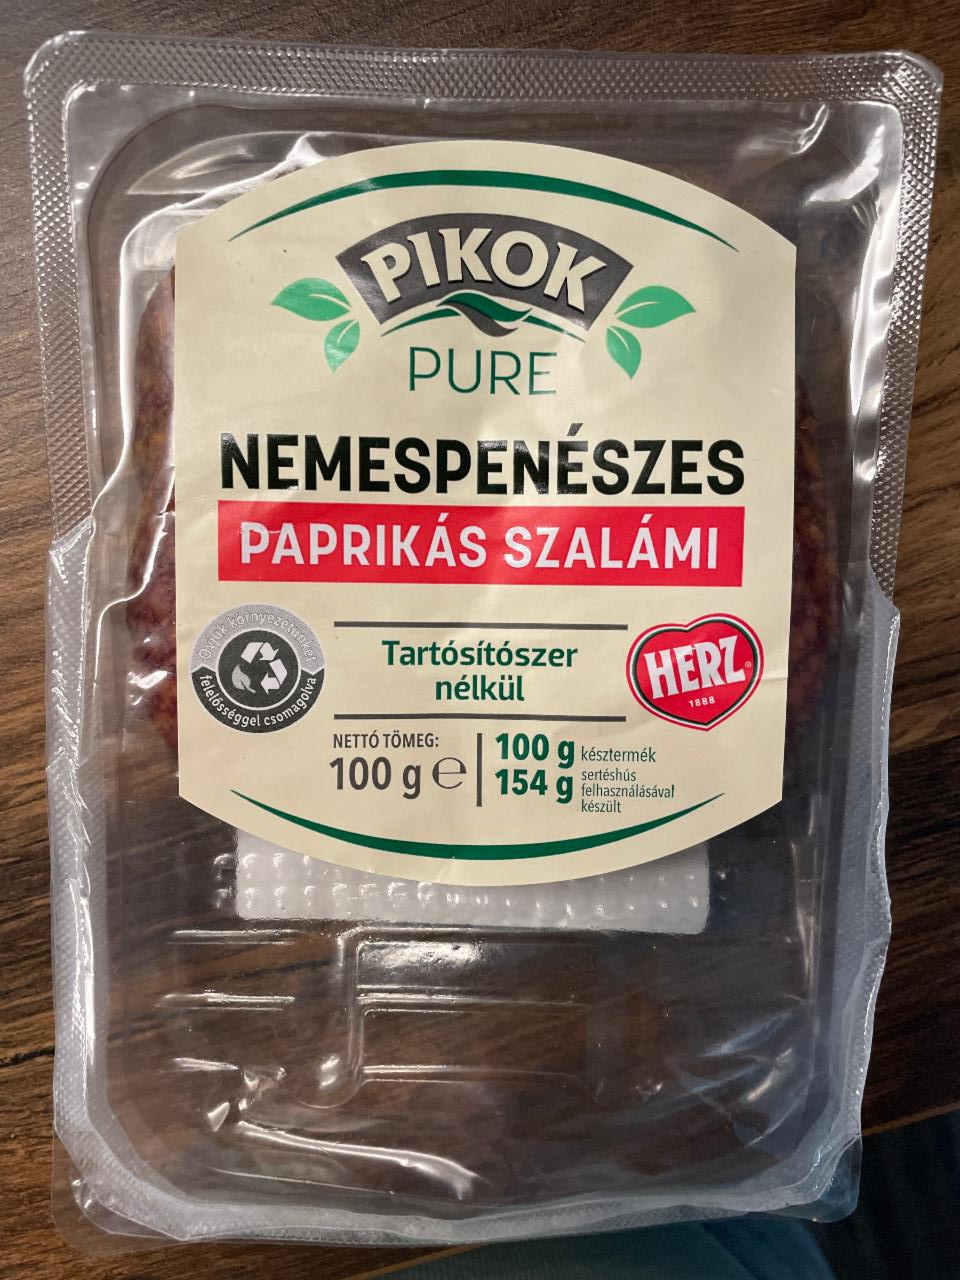 PIKOK
PURE
NEMESPENÉSZES
PAPRIKÁS SZALÁMI
Óvjuk környezetünket
felelősséggel csomagolva
Tartósítószer
nélkül
HERZ®
1888
NETTÓ TÖMEG:
100 g ℮
100 g késztermék
154 g sertéshús
felhasználásával
készült